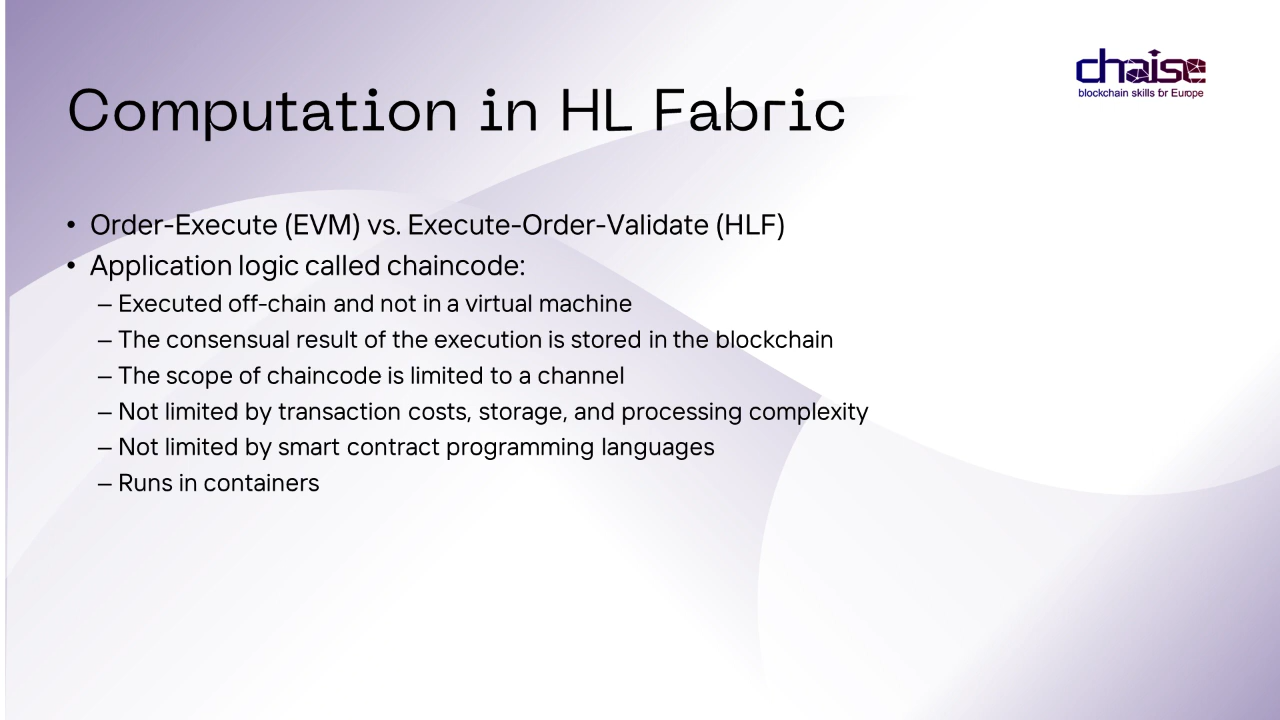 chaise
blockchain skills for Europe
Computation in HL Fabric
• Order-Execute (EVM) vs. Execute-Order-Validate (HLF)
• Application logic called chaincode:
– Executed off-chain and not in a virtual machine
– The consensual result of the execution is stored in the blockchain
– The scope of chaincode is limited to a channel
– Not limited by transaction costs, storage, and processing complexity
– Not limited by smart contract programming languages
– Runs in containers